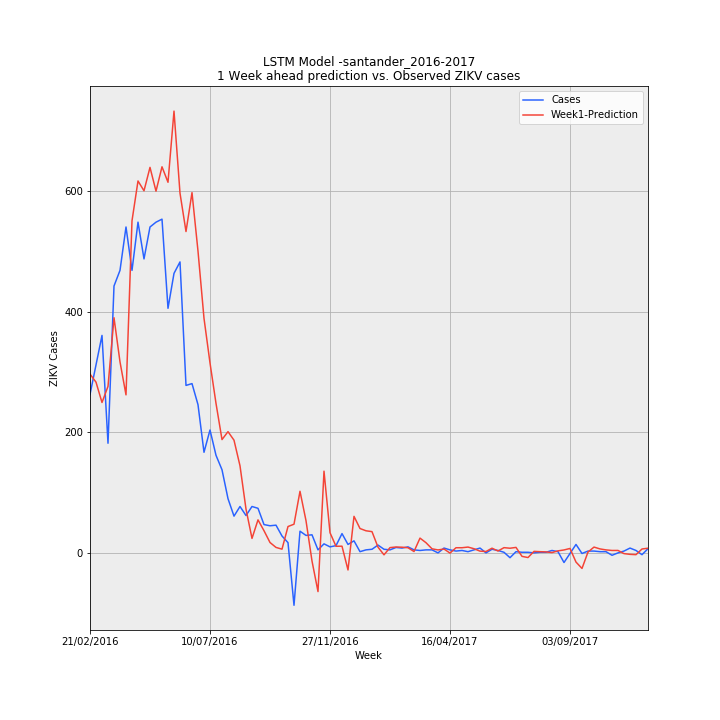 LSTM Model -santander_2016-2017
1 Week ahead prediction vs. Observed ZIKV cases
Cases
Week1-Prediction
ZIKV Cases
600
400
200
0
21/02/2016
10/07/2016
27/11/2016
16/04/2017
03/09/2017
Week